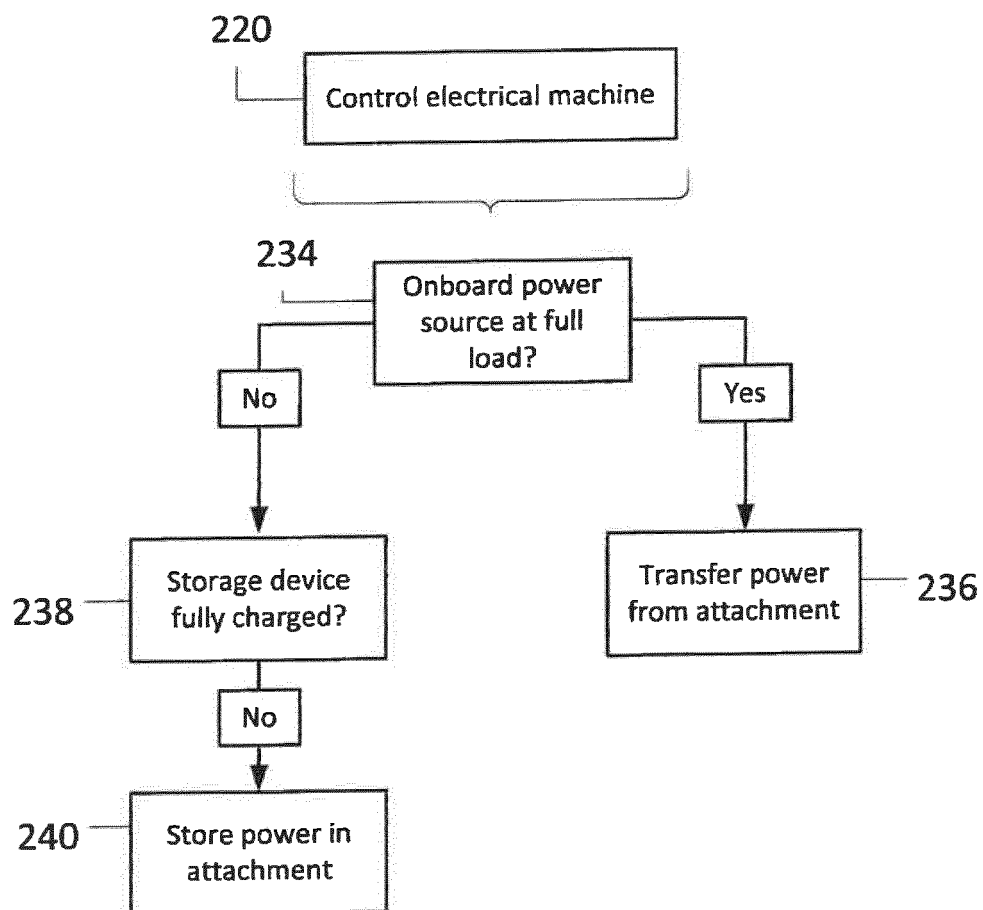 220
Control electrical machine
234
Onboard power
source at full
load?
No
Yes
Storage device
fully charged?
238
Transfer power
from attachment
236
No
240
Store power in
attachment